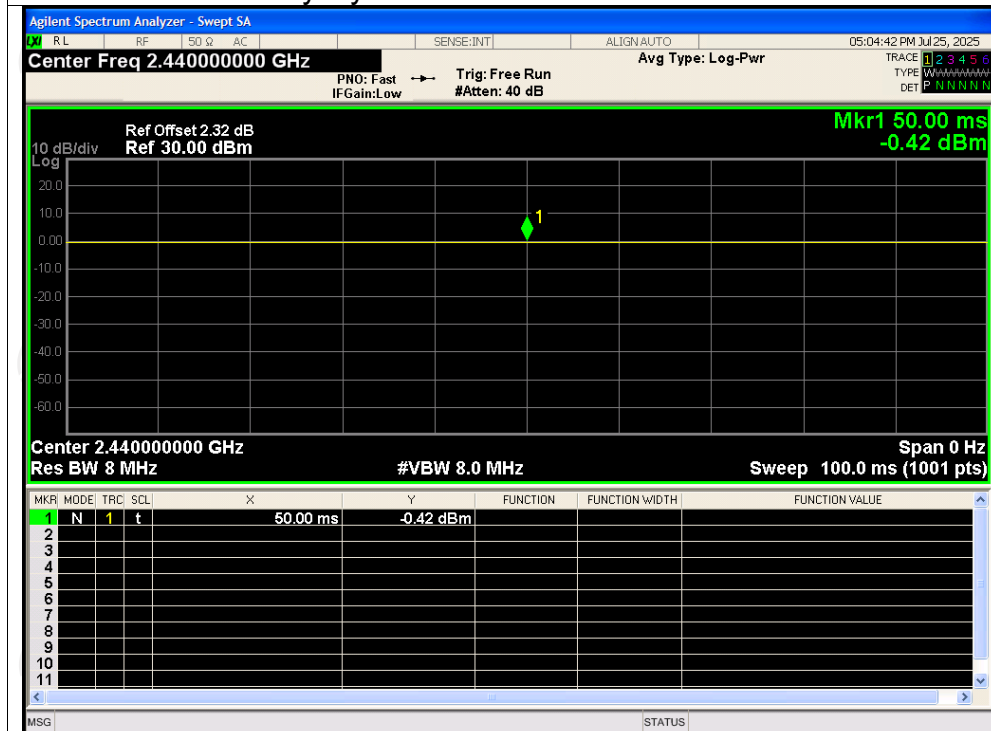 Agilent Spectrum Analyzer - Swept SA
LXI RL RF 50 Ω AC SENSE:INT ALIGN AUTO 05:04:42 PM Jul 25, 2025
Center Freq 2.440000000 GHz Avg Type: Log-Pwr TRACE 1 2 3 4 5 6
PNO: Fast Trig: Free Run TYPE WWWWWW
IFGain:Low #Atten: 40 dB DET P N N N N N
Mkr1 50.00 ms
Ref Offset 2.32 dB
10 dB/div Ref 30.00 dBm -0.42 dBm
Log
20.0
10.0
1
0.00
-10.0
-20.0
-30.0
-40.0
-50.0
-60.0
Center 2.440000000 GHz Span 0 Hz
Res BW 8 MHz #VBW 8.0 MHz Sweep 100.0 ms (1001 pts)
MKR MODE TRC SCL X Y FUNCTION FUNCTION WIDTH FUNCTION VALUE
1 N 1 t 50.00 ms -0.42 dBm
2
3
4
5
6
7
8
9
10
11
MSG STATUS